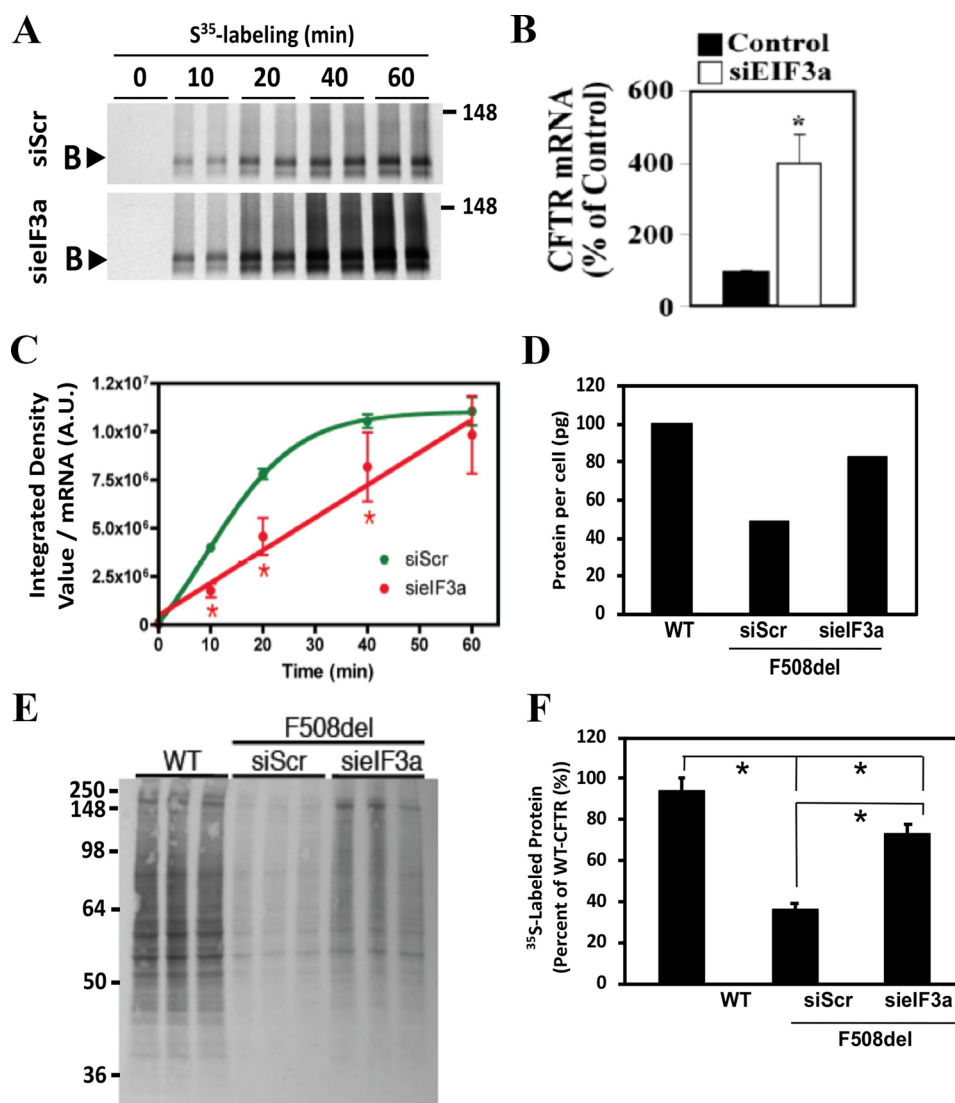 A
S35-labeling (min)
0 10 20 40 60
siScr
B
148
sieIF3a
B
148
B
Control
siEIF3a
CFTR mRNA
(% of Control)
600
*
400
200
0
C
Integrated Density
Value / mRNA (A.U.)
1.2x10⁷
1.0x10⁷
7.5x10⁶
5.0x10⁶
2.5x10⁶
0
* * *
siScr
sieIF3a
0 10 20 30 40 50 60
Time (min)
D
Protein per cell (pg)
120
100
80
60
40
20
0
WT siScr sieIF3a
F508del
E
F508del
WT siScr sieIF3a
250
148
98
64
50
36
F
³⁵S-Labeled Protein
(Percent of WT-CFTR (%))
120
100
80
60
40
20
0
* *
*
WT siScr sieIF3a
F508del